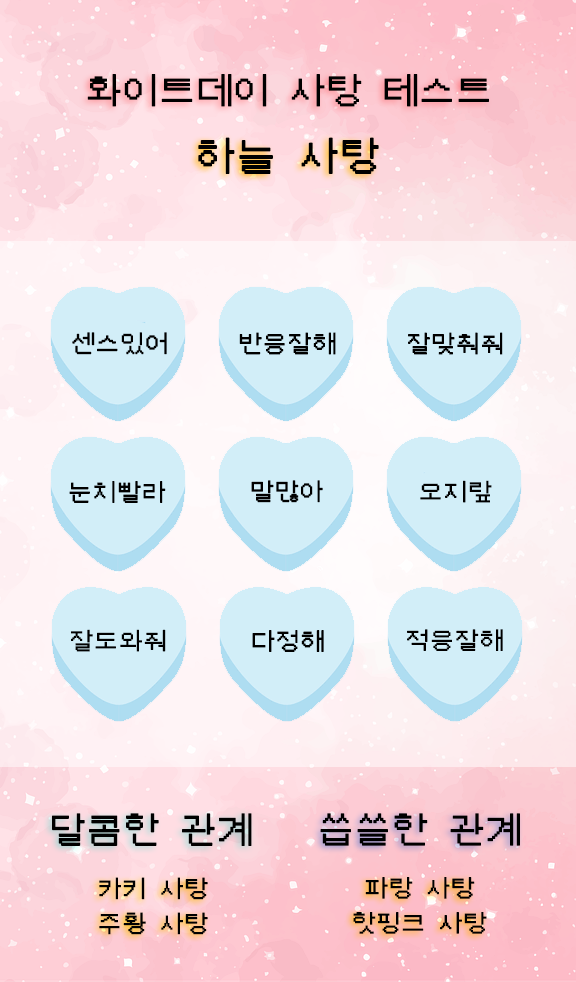 화이트데이 사탕 테스트
하늘 사탕
센스있어 반응잘해 잘맞춰줘
눈치빨라 말많아 오지랖
잘도와줘 다정해 적응잘해
달콤한 관계 씁쓸한 관계
카키 사탕 파랑 사탕
주황 사탕 핫핑크 사탕